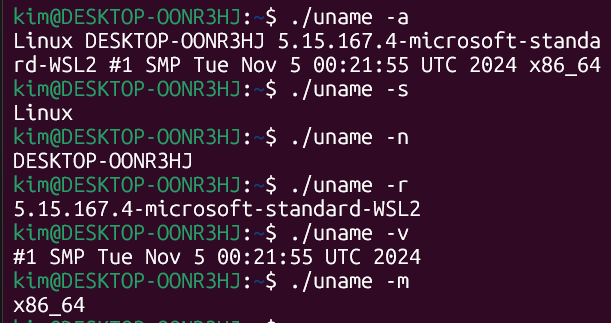 kim@DESKTOP-OONR3HJ:~$ ./uname -a
Linux DESKTOP-OONR3HJ 5.15.167.4-microsoft-standa
rd-WSL2 #1 SMP Tue Nov 5 00:21:55 UTC 2024 x86_64
kim@DESKTOP-OONR3HJ:~$ ./uname -s
Linux
kim@DESKTOP-OONR3HJ:~$ ./uname -n
DESKTOP-OONR3HJ
kim@DESKTOP-OONR3HJ:~$ ./uname -r
5.15.167.4-microsoft-standard-WSL2
kim@DESKTOP-OONR3HJ:~$ ./uname -v
#1 SMP Tue Nov 5 00:21:55 UTC 2024
kim@DESKTOP-OONR3HJ:~$ ./uname -m
x86_64